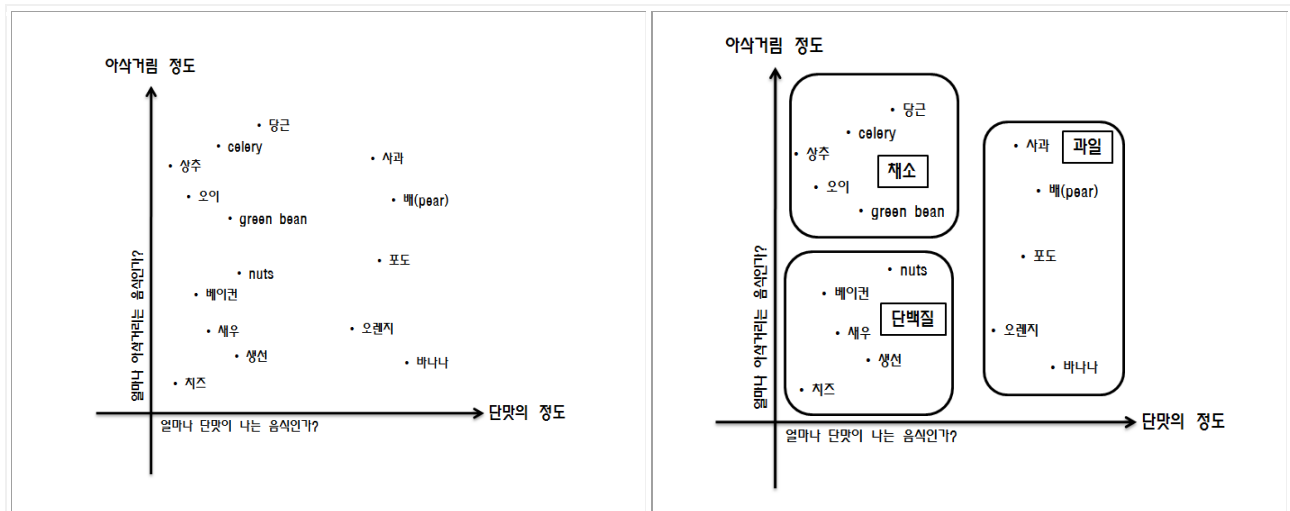 아삭거림 정도
당근
celery
상추
사과
오이
배(pear)
green bean
포도
nuts
베이컨
새우
오렌지
생선
바나나
치즈
얼마나 아삭거리는 음식인가?
단맛의 정도
얼마나 단맛이 나는 음식인가?
아삭거림 정도
당근
celery
상추
채소
오이
green bean
사과
과일
배(pear)
포도
오렌지
바나나
nuts
베이컨
단백질
새우
생선
치즈
얼마나 아삭거리는 음식인가?
단맛의 정도
얼마나 단맛이 나는 음식인가?